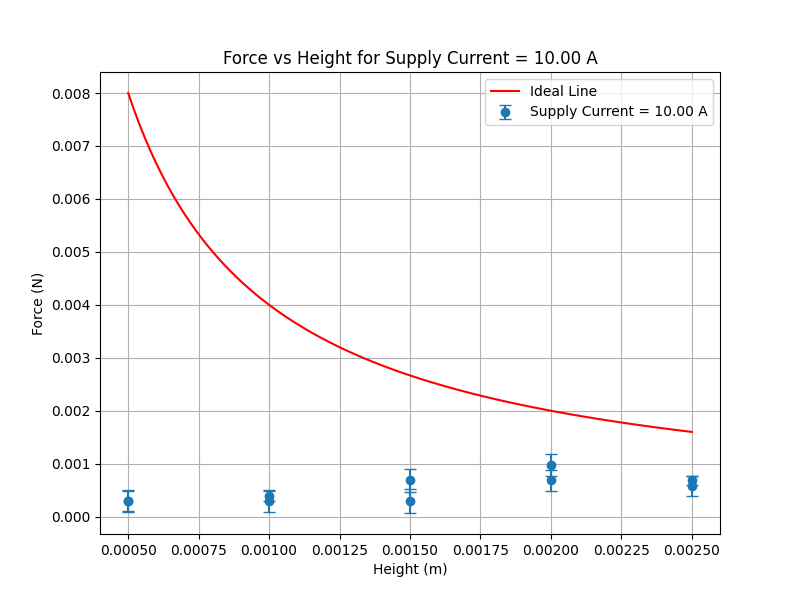 Force vs Height for Supply Current = 10.00 A
Ideal Line
Supply Current = 10.00 A
0.008
0.007
0.006
0.005
0.004
0.003
0.002
0.001
0.000
Force (N)
0.00050 0.00075 0.00100 0.00125 0.00150 0.00175 0.00200 0.00225 0.00250
Height (m)